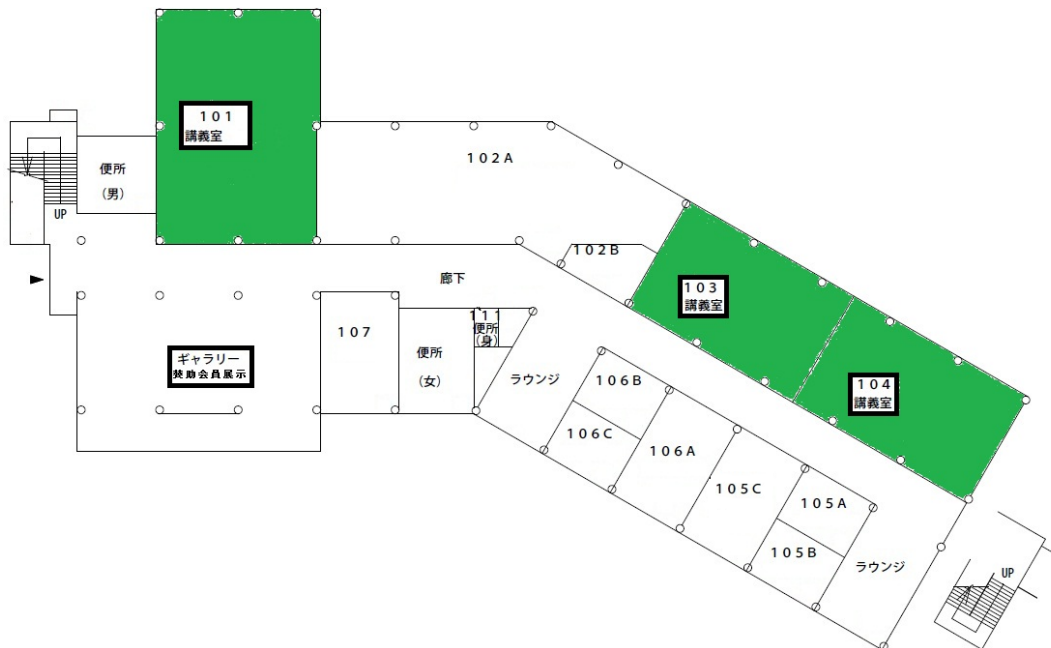 １０１
講義室
１０２Ａ
便所
（男）
UP
１０２Ｂ
廊下
１０３
講義室
１１１
便所
（身）
１０７
ギャラリー
賛助会員展示
便所
（女）
ラウンジ
１０６Ｂ
１０６Ｃ
１０６Ａ
１０４
講義室
１０５Ｃ
１０５Ａ
１０５Ｂ
ラウンジ
UP